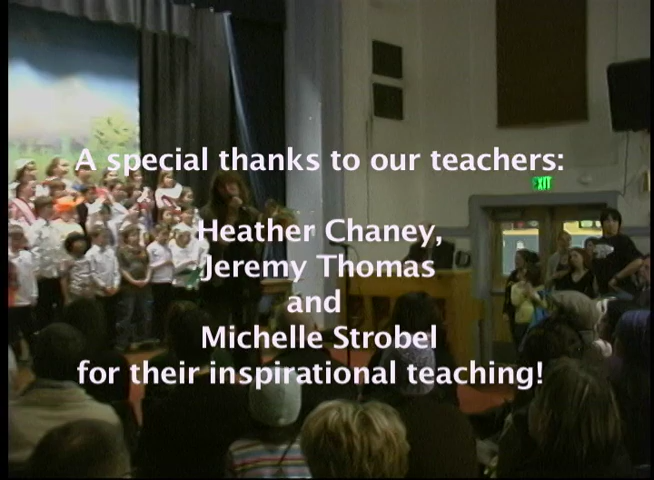 A special thanks to our teachers:
EXIT
Heather Chaney,
Jeremy Thomas
and
Michelle Strobel
for their inspirational teaching!